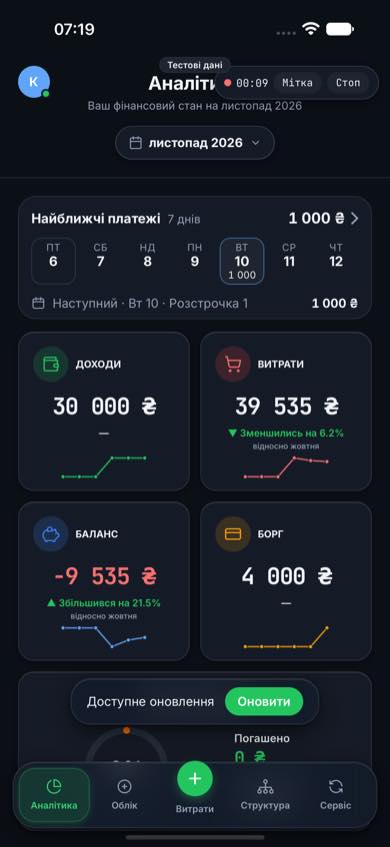 07:19
Тестові дані
К
Аналіти
00:09 Мітка Стоп
Ваш фінансовий стан на листопад 2026
листопад 2026
Найближчі платежі 7 днів 1 000 ₴
ПТ СБ НД ПН ВТ СР ЧТ
6 7 8 9 10 11 12
1 000
Наступний · Вт 10 · Розстрочка 1 1 000 ₴
ДОХОДИ
30 000 ₴
—
ВИТРАТИ
39 535 ₴
▼ Зменшились на 6.2%
відносно жовтня
БАЛАНС
-9 535 ₴
▲ Збільшився на 21.5%
відносно жовтня
БОРГ
4 000 ₴
—
Доступне оновлення Оновити
Погашено
0 ₴
Аналітика Облік Витрати Структура Сервіс